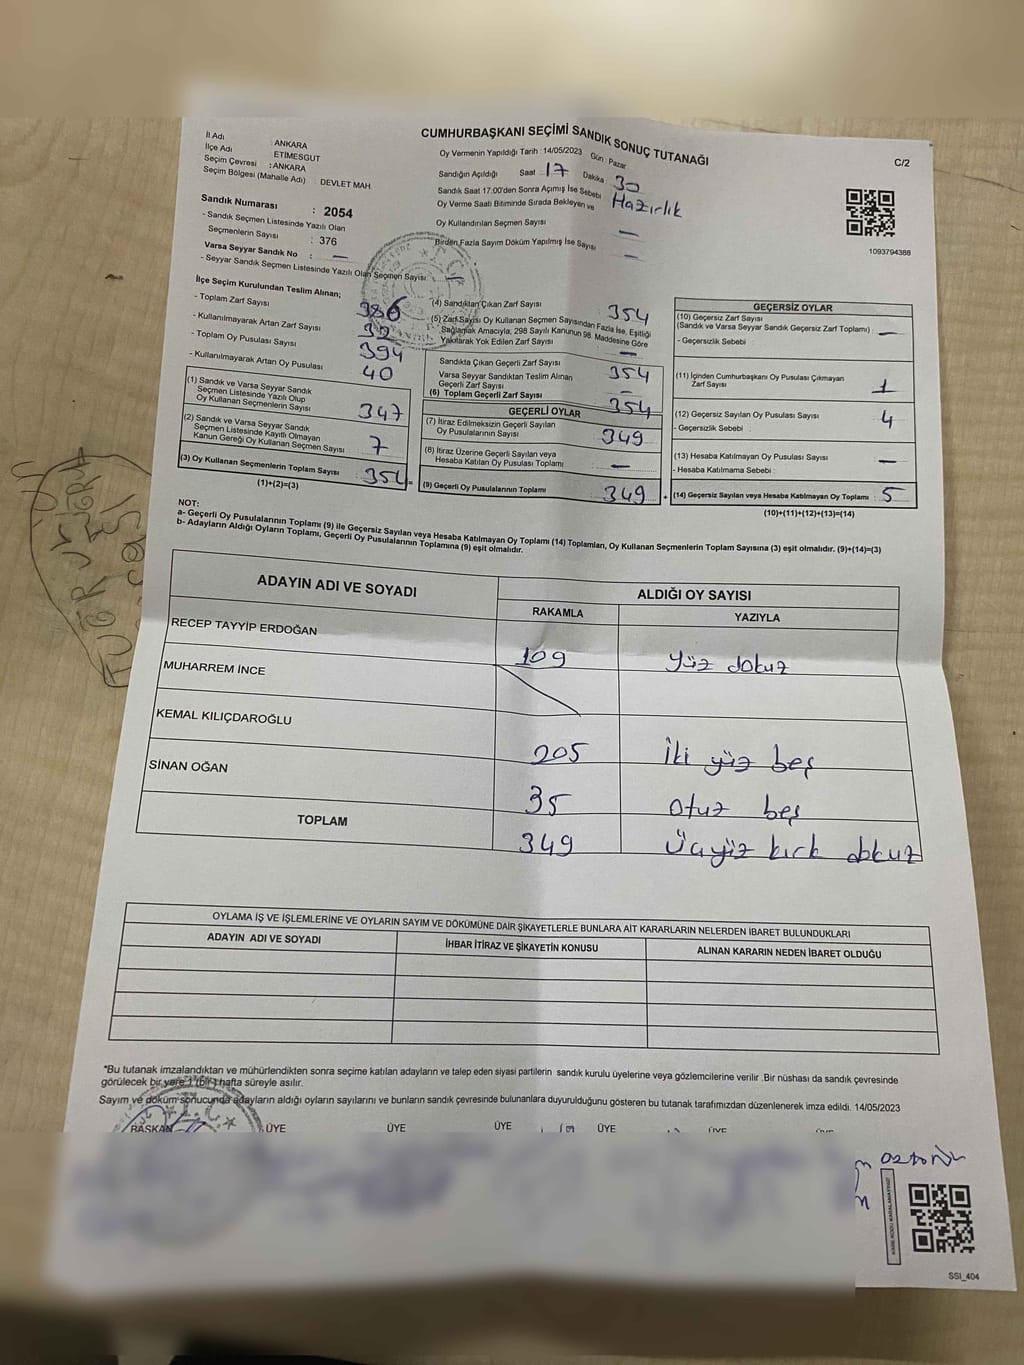 CUMHURBAŞKANI SEÇİMİ SANDIK SONUÇ TUTANAĞI
C/2
İl Adı : ANKARA
İlçe Adı ETİMESGUT
Seçim Çevresi : ANKARA
Seçim Bölgesi (Mahalle Adı) : DEVLET MAH.
Sandık Numarası : 2054
- Sandık Seçmen Listesinde Yazılı Olan
Seçmenlerin Sayısı : 376
Varsa Seyyar Sandık No : —
- Seyyar Sandık Seçmen Listesinde Yazılı Olan Seçmen Sayısı : —
Oy Vermenin Yapıldığı Tarih : 14/05/2023 Gün : Pazar
Sandığın Açıldığı Saat 17 Dakika : 30
Sandık Saat 17:00'den Sonra Açımış İse Sebebi Hazırlık
Oy Verme Saati Bitiminde Sırada Bekleyen ve
Oy Kullandırılan Seçmen Sayısı —
Birden Fazla Sayım Döküm Yapılmış İse Sayısı —
1093794388
İlçe Seçim Kurulundan Teslim Alınan;
- Toplam Zarf Sayısı 386
- Kullanılmayarak Artan Zarf Sayısı 32
- Toplam Oy Pusulası Sayısı 394
- Kullanılmayarak Artan Oy Pusulası 40
(1) Sandık ve Varsa Seyyar Sandık
Seçmen Listesinde Yazılı Olup
Oy Kullanan Seçmenlerin Sayısı 347
(2) Sandık ve Varsa Seyyar Sandık
Seçmen Listesinde Kayıtlı Olmayan
Kanun Gereği Oy Kullanan Seçmen Sayısı 7
(3) Oy Kullanan Seçmenlerin Toplam Sayısı 354
(1)+(2)=(3)
(4) Sandıktan Çıkan Zarf Sayısı 354
(5) Zarf Sayısı Oy Kullanan Seçmen Sayısından Fazla İse, Eşitliği
Sağlamak Amacıyla, 298 Sayılı Kanunun 98. Maddesine Göre
Yakılarak Yok Edilen Zarf Sayısı —
Sandıkta Çıkan Geçerli Zarf Sayısı 354
Varsa Seyyar Sandıktan Teslim Alınan
Geçerli Zarf Sayısı —
(6) Toplam Geçerli Zarf Sayısı 354
GEÇERLİ OYLAR
(7) İtiraz Edilmeksizin Geçerli Sayılan
Oy Pusulalarının Sayısı 349
(8) İtiraz Üzerine Geçerli Sayılan veya
Hesaba Katılan Oy Pusulası Toplamı —
(9) Geçerli Oy Pusulalarının Toplamı 349
GEÇERSİZ OYLAR
(10) Geçersiz Zarf Sayısı
(Sandık ve Varsa Seyyar Sandık Geçersiz Zarf Toplamı) : —
- Geçersizlik Sebebi :
(11) İçinden Cumhurbaşkanı Oy Pusulası Çıkmayan
Zarf Sayısı : 1
(12) Geçersiz Sayılan Oy Pusulası Sayısı : 4
- Geçersizlik Sebebi :
(13) Hesaba Katılmayan Oy Pusulası Sayısı : —
- Hesaba Katılmama Sebebi :
(14) Geçersiz Sayılan veya Hesaba Katılmayan Oy Toplamı : 5
(10)+(11)+(12)+(13)=(14)
NOT:
a- Geçerli Oy Pusulalarının Toplamı (9) ile Geçersiz Sayılan veya Hesaba Katılmayan Oy Toplamı (14) Toplamları, Oy Kullanan Seçmenlerin Toplam Sayısına (3) eşit olmalıdır. (9)+(14)=(3)
b- Adayların Aldığı Oyların Toplamı, Geçerli Oy Pusulalarının Toplamına (9) eşit olmalıdır.
ADAYIN ADI VE SOYADI ALDIĞI OY SAYISI
RAKAMLA YAZIYLA
RECEP TAYYİP ERDOĞAN 109 yüz dokuz
MUHARREM İNCE
KEMAL KILIÇDAROĞLU 205 İki yüz beş
SİNAN OĞAN 35 otuz beş
TOPLAM 349 Üçyüz kırk dokuz
OYLAMA İŞ VE İŞLEMLERİNE VE OYLARIN SAYIM VE DÖKÜMÜNE DAİR ŞİKAYETLERLE BUNLARA AİT KARARLARIN NELERDEN İBARET BULUNDUKLARI
ADAYIN ADI VE SOYADI İHBAR İTİRAZ VE ŞİKAYETİN KONUSU ALINAN KARARIN NEDEN İBARET OLDUĞU
*Bu tutanak imzalandıktan ve mühürlendikten sonra seçime katılan adayların ve talep eden siyasi partilerin sandık kurulu üyelerine veya gözlemcilerine verilir .Bir nüshası da sandık çevresinde
görülecek bir yere 1 (bir) hafta süreyle asılır.
Sayım ve döküm sonucunda adayların aldığı oyların sayılarını ve bunların sandık çevresinde bulunanlara duyurulduğunu gösteren bu tutanak tarafımızdan düzenlenerek imza edildi. 14/05/2023
BAŞKAN ÜYE ÜYE ÜYE ÜYE
SSI_404